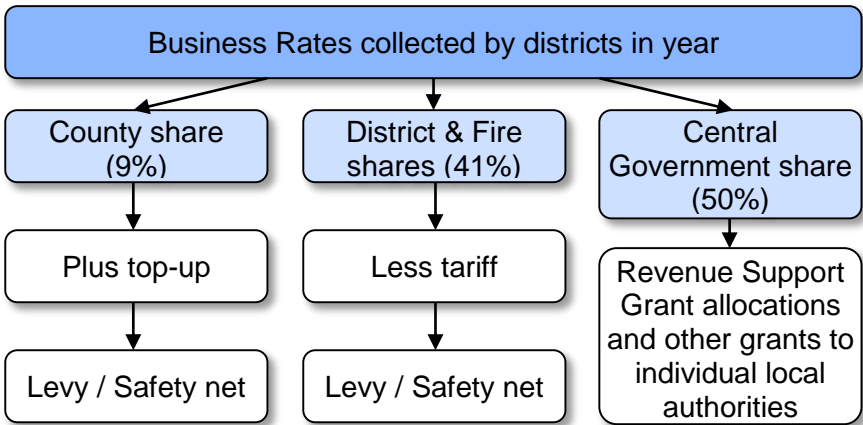 Business Rates collected by districts in year
County share
(9%)
District & Fire
shares (41%)
Central
Government share
(50%)
Plus top-up
Less tariff
Revenue Support
Grant allocations
and other grants to
individual local
authorities
Levy / Safety net
Levy / Safety net